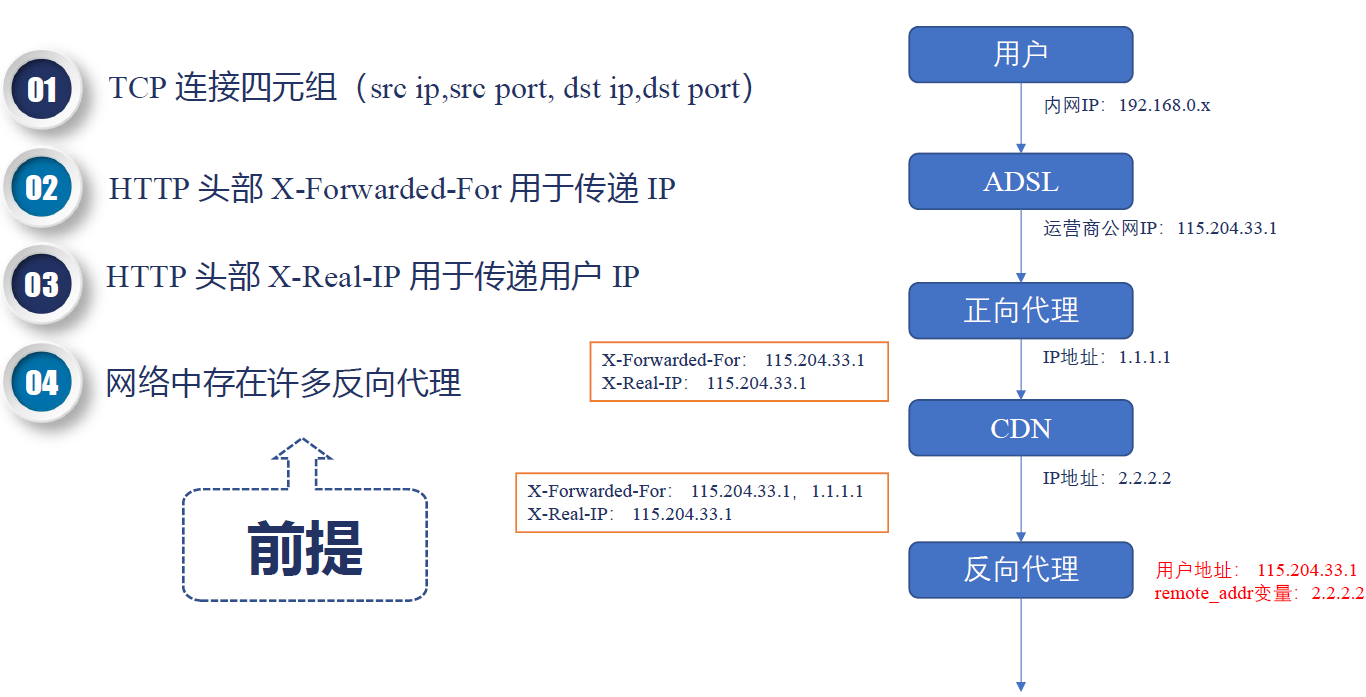 01
TCP 连接四元组（src ip,src port, dst ip,dst port）
02
HTTP 头部 X-Forwarded-For 用于传递 IP
03
HTTP 头部 X-Real-IP 用于传递用户 IP
04
网络中存在许多反向代理
前提
用户
内网IP：192.168.0.x
ADSL
运营商公网IP：115.204.33.1
正向代理
IP地址：1.1.1.1
X-Forwarded-For： 115.204.33.1
X-Real-IP： 115.204.33.1
CDN
IP地址：2.2.2.2
X-Forwarded-For： 115.204.33.1，1.1.1.1
X-Real-IP： 115.204.33.1
反向代理
用户地址： 115.204.33.1
remote_addr变量：2.2.2.2